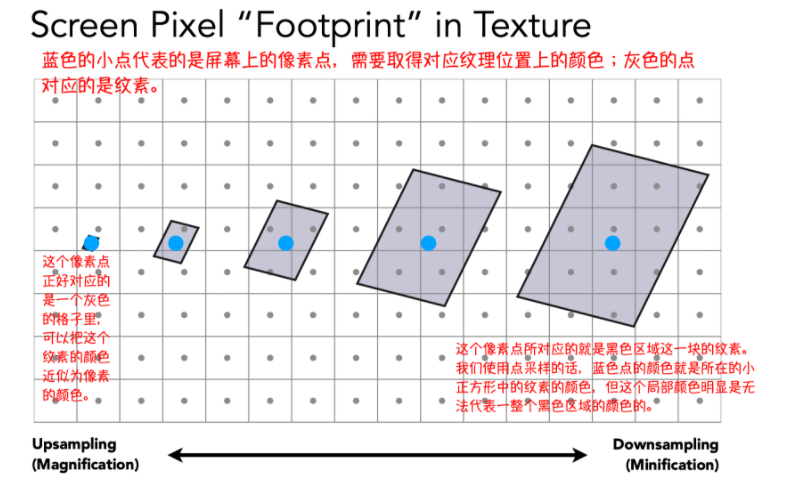 Screen Pixel “Footprint” in Texture
蓝色的小点代表的是屏幕上的像素点，需要取得对应纹理位置上的颜色；灰色的点
对应的是纹素。
这个像素点
正好对应的
是一个灰色
的格子里，
可以把这个
纹素的颜色
近似为像素
的颜色。
这个像素点所对应的就是黑色区域这一块的纹素。
我们使用点采样的话，蓝色点的颜色就是所在的小
正方形中的纹素的颜色，但这个局部颜色明显是无
法代表一整个黑色区域的颜色的。
Upsampling
(Magnification)
Downsampling
(Minification)